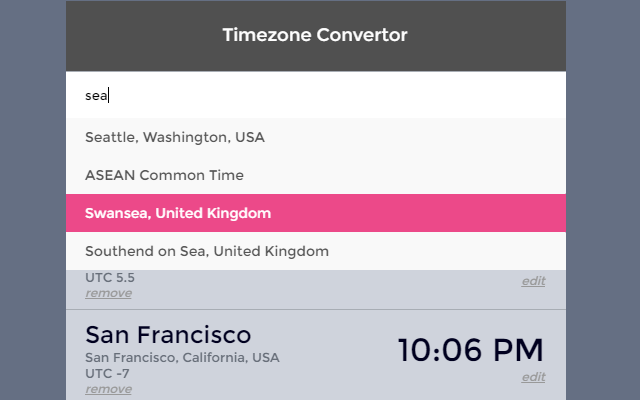 Timezone Convertor
sea
Seattle, Washington, USA
ASEAN Common Time
Swansea, United Kingdom
Southend on Sea, United Kingdom
UTC 5.5
edit
remove
San Francisco
10:06 PM
San Francisco, California, USA
UTC -7
edit
remove